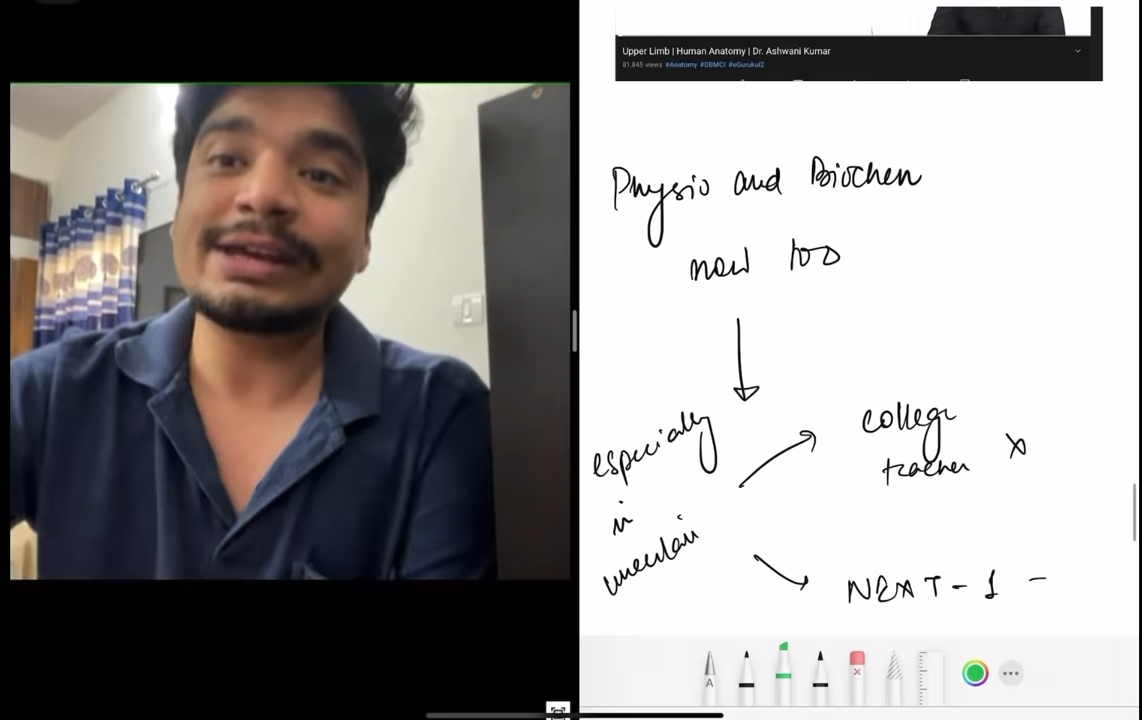 Upper Limb | Human Anatomy | Dr. Ashwani Kumar
81,845 views #Anatomy #DBMCI #eGurukul2
Physio and Biochem
now too
especially
in
uncertain
college
teacher x
NEXT - 1 -
A